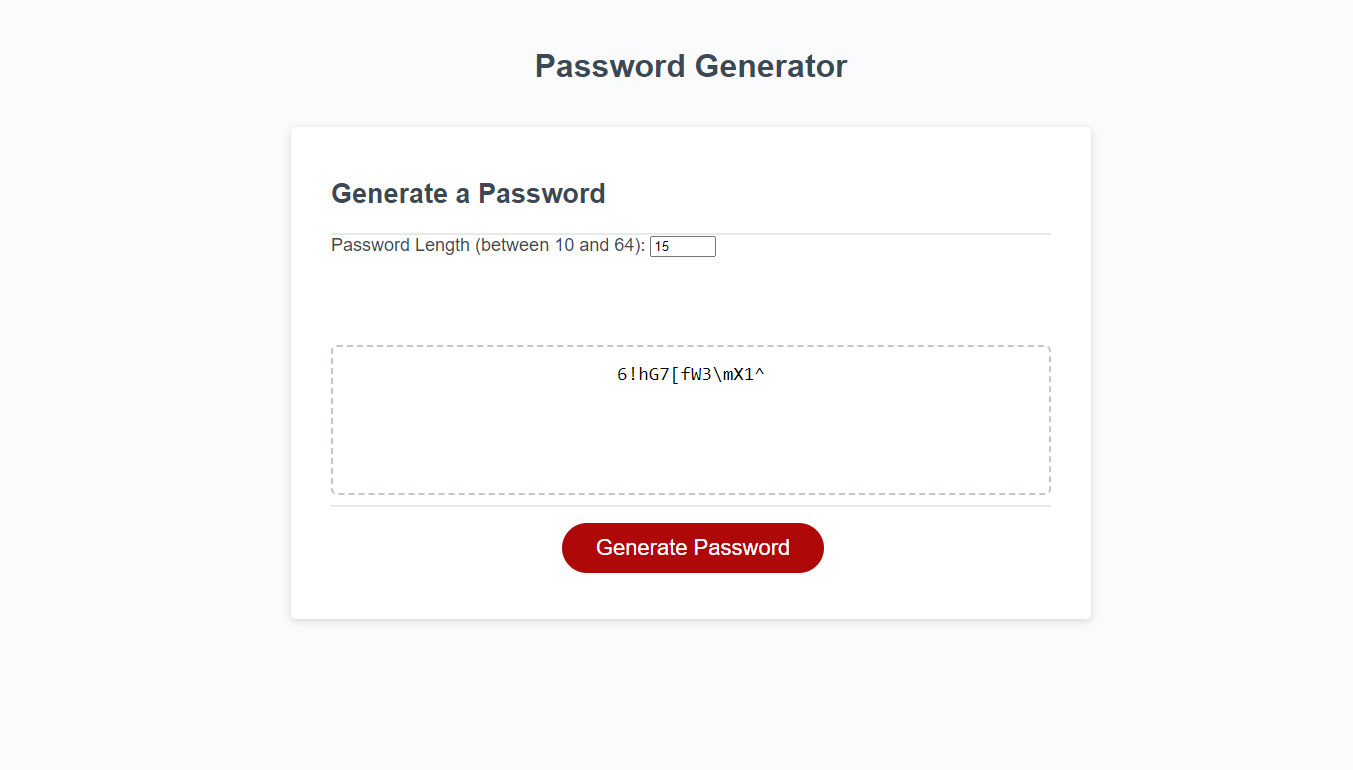 Password Generator
Generate a Password
Password Length (between 10 and 64): 15
6!hG7[fW3\mX1^
Generate Password